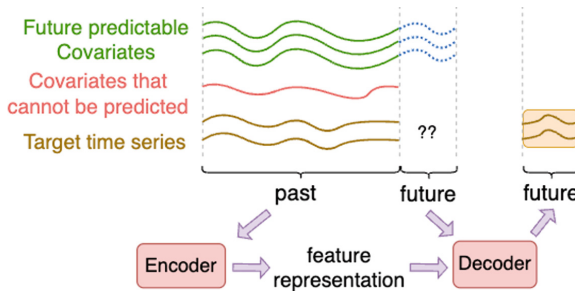 Future predictable
Covariates
Covariates that
cannot be predicted
Target time series
??
past
future
future
Encoder
feature
representation
Decoder